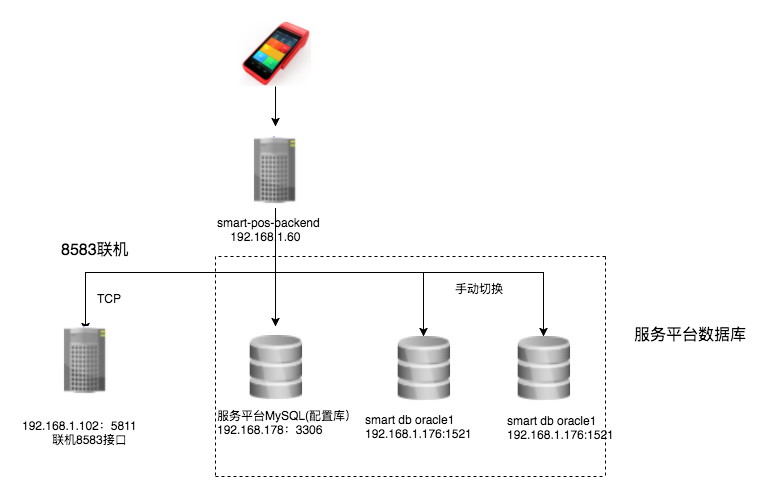 smart-pos-backend
192.168.1.60
8583联机
TCP
手动切换
服务平台数据库
192.168.1.102：5811
联机8583接口
服务平台MySQL(配置库）
192.168.178：3306
smart db oracle1
192.168.1.176:1521
smart db oracle1
192.168.1.176:1521